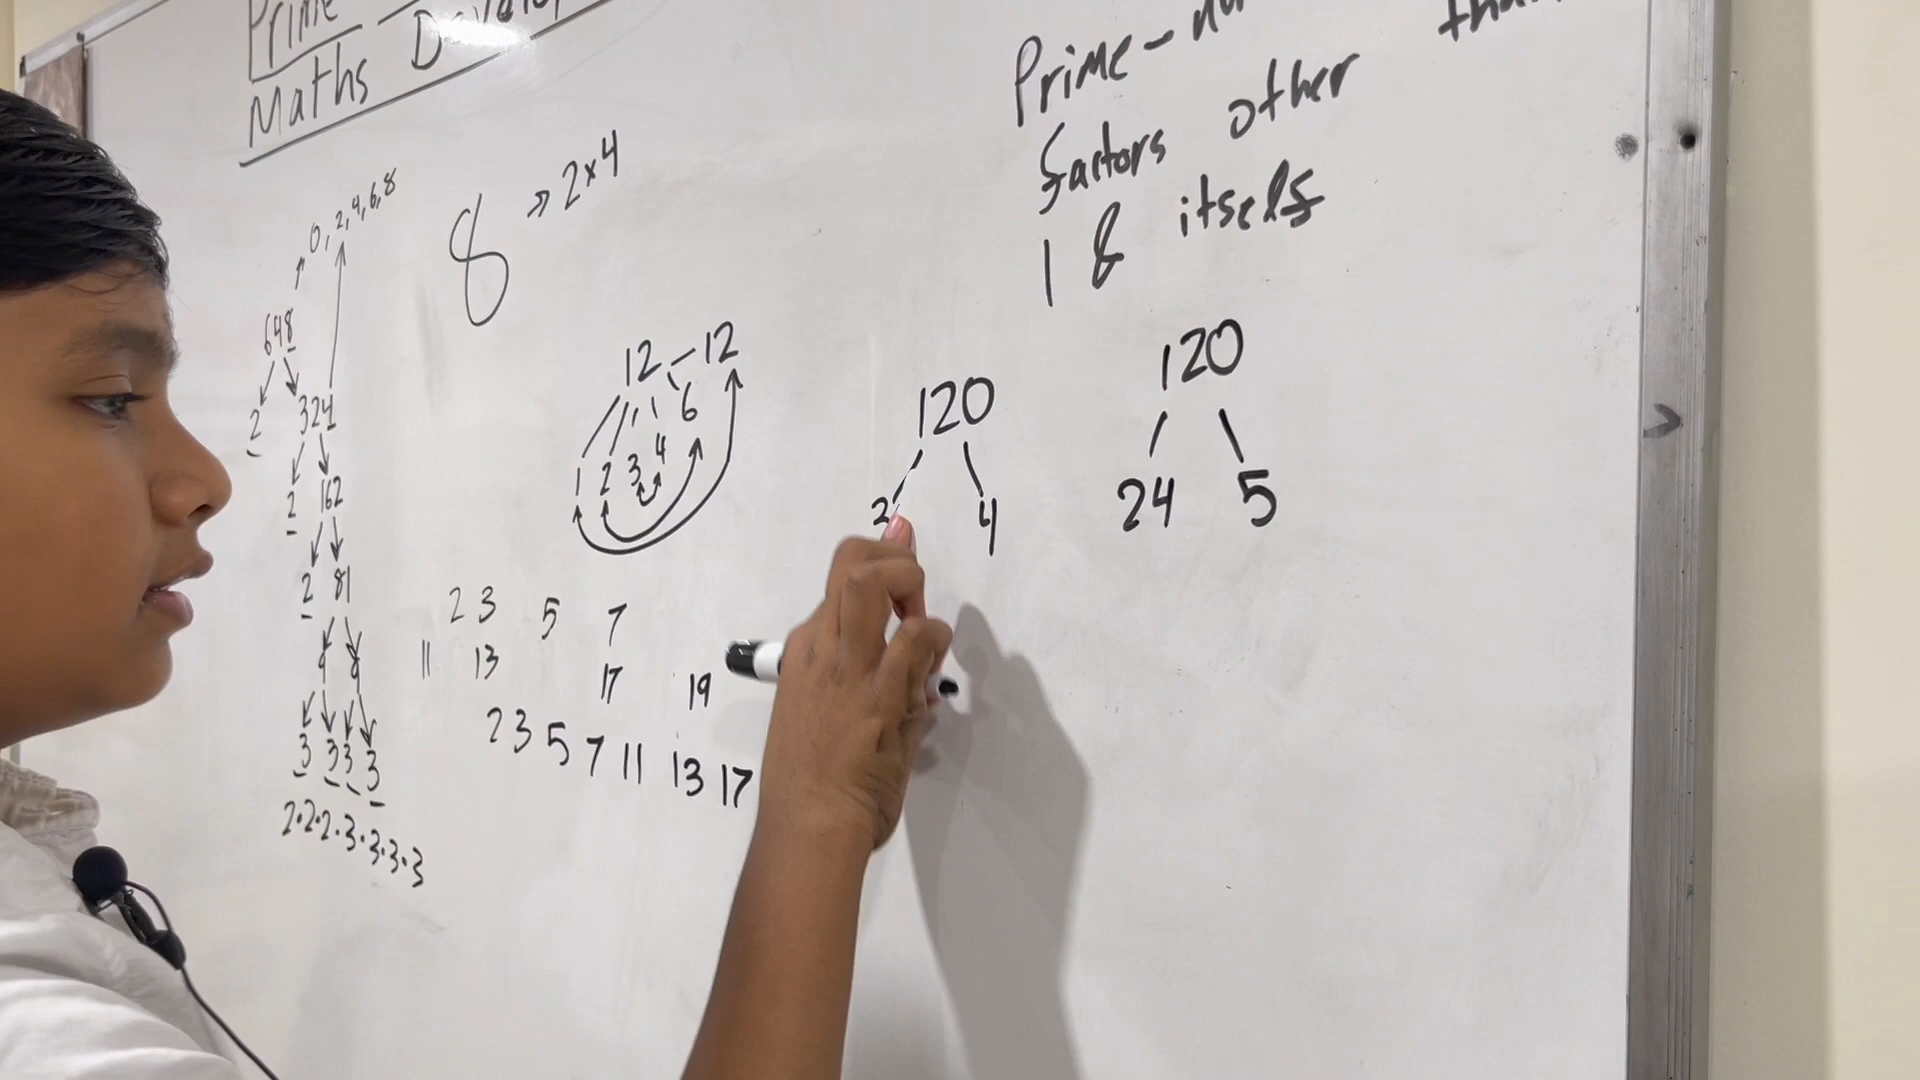 Prime
Maths
Prime -
factors other
1 & itself
0, 2, 4, 6, 8
8 → 2 × 4
648
2 324
2 162
2 81
9 9
3 3 3 3
2·2·2·3·3·3·3
12 — 12
6
1 2 3 4
2 3 5 7
11 13 17 19
2 3 5 7 11 13 17
120
4
120
24 5